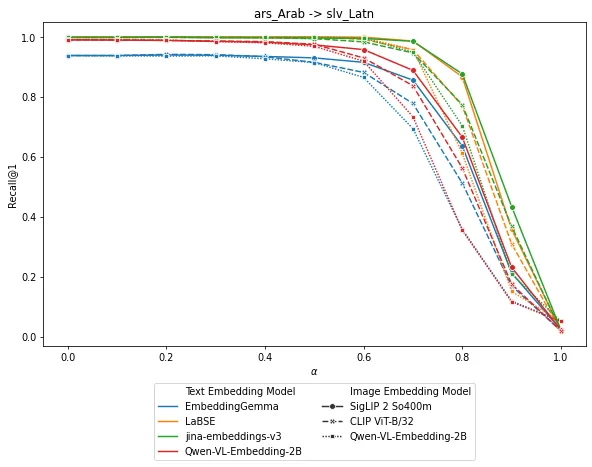 ars_Arab -> slv_Latn
Recall@1
1.0
0.8
0.6
0.4
0.2
0.0
0.0 0.2 0.4 0.6 0.8 1.0
α
Text Embedding Model
EmbeddingGemma
LaBSE
jina-embeddings-v3
Qwen-VL-Embedding-2B
Image Embedding Model
SigLIP 2 So400m
CLIP ViT-B/32
Qwen-VL-Embedding-2B